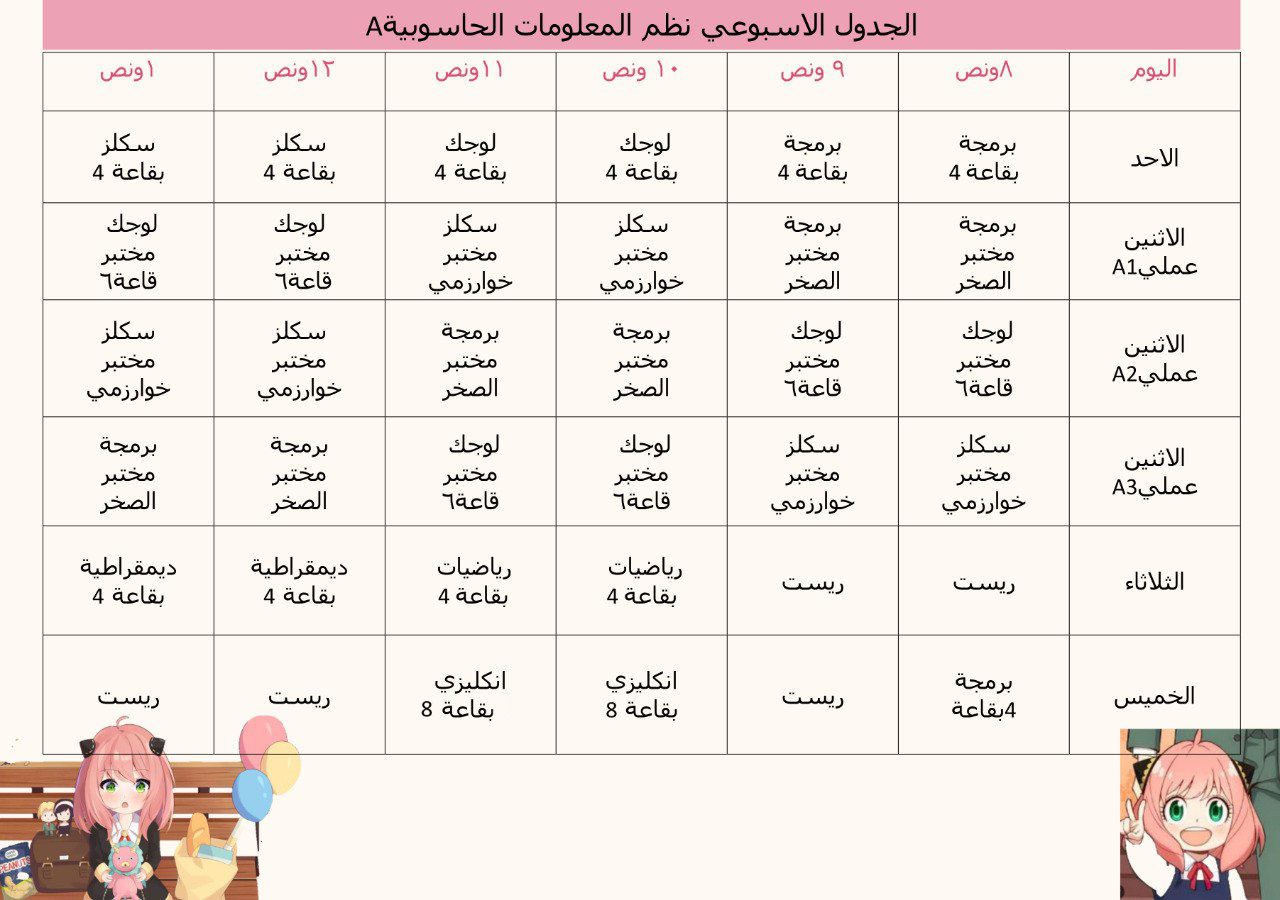 الجدول الاسبوعي نظم المعلومات الحاسوبيةA
اليوم
٨ونص
٩ ونص
١٠ ونص
١١ونص
١٢ونص
١ونص
الاحد
برمجة
بقاعة 4
برمجة
بقاعة 4
لوجك
بقاعة 4
لوجك
بقاعة 4
سكلز
بقاعة 4
سكلز
بقاعة 4
الاثنين
عمليA1
برمجة
مختبر
الصخر
برمجة
مختبر
الصخر
سكلز
مختبر
خوارزمي
سكلز
مختبر
خوارزمي
لوجك
مختبر
قاعة٦
لوجك
مختبر
قاعة٦
الاثنين
عمليA2
لوجك
مختبر
قاعة٦
لوجك
مختبر
قاعة٦
برمجة
مختبر
الصخر
برمجة
مختبر
الصخر
سكلز
مختبر
خوارزمي
سكلز
مختبر
خوارزمي
الاثنين
عمليA3
سكلز
مختبر
خوارزمي
سكلز
مختبر
خوارزمي
لوجك
مختبر
قاعة٦
لوجك
مختبر
قاعة٦
برمجة
مختبر
الصخر
برمجة
مختبر
الصخر
الثلاثاء
ريست
ريست
رياضيات
بقاعة 4
رياضيات
بقاعة 4
ديمقراطية
بقاعة 4
ديمقراطية
بقاعة 4
الخميس
برمجة
4بقاعة
ريست
انكليزي
بقاعة 8
انكليزي
بقاعة 8
ريست
ريست
PEANUTS